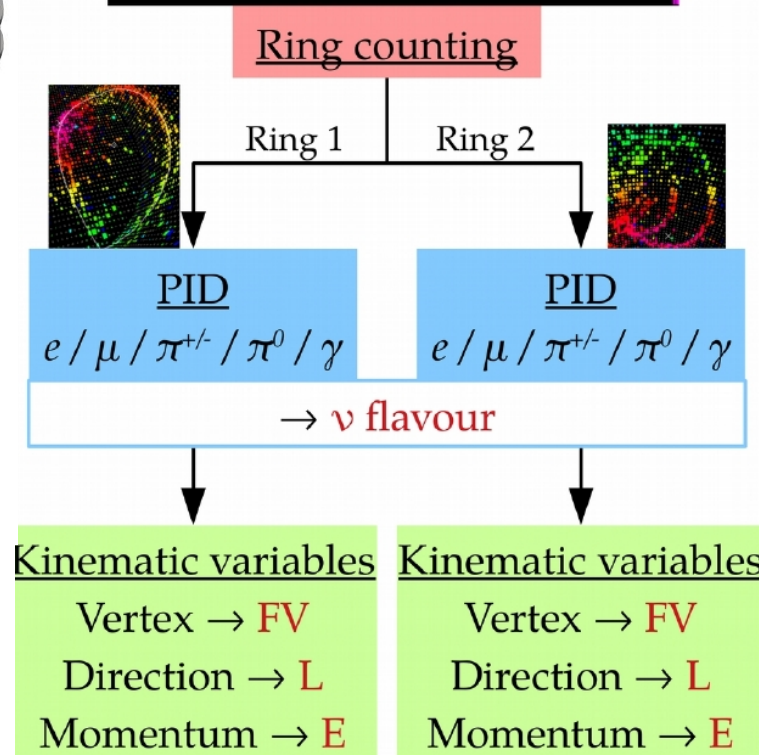 Ring counting
Ring 1
Ring 2
PID
e / μ / π⁺/⁻ / π⁰ / γ
PID
e / μ / π⁺/⁻ / π⁰ / γ
→ ν flavour
Kinematic variables
Vertex → FV
Direction → L
Momentum → E
Kinematic variables
Vertex → FV
Direction → L
Momentum → E